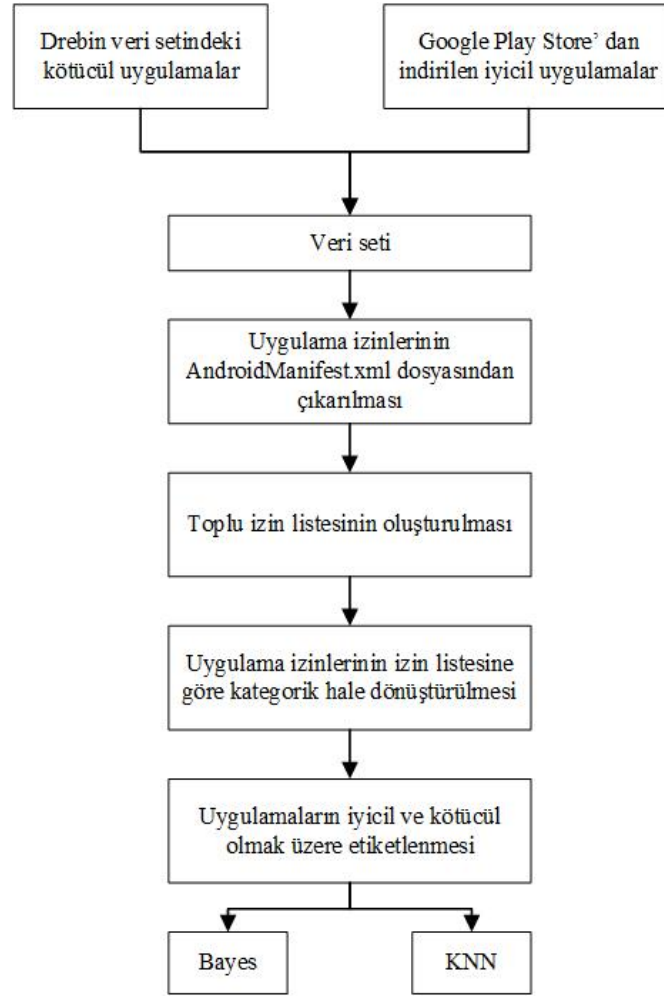 Drebin veri setindeki
kötücül uygulamalar
Google Play Store’ dan
indirilen iyicil uygulamalar
Veri seti
Uygulama izinlerinin
AndroidManifest.xml dosyasından
çıkarılması
Toplu izin listesinin oluşturulması
Uygulama izinlerinin izin listesine
göre kategorik hale dönüştürülmesi
Uygulamaların iyicil ve kötücül
olmak üzere etiketlenmesi
Bayes
KNN